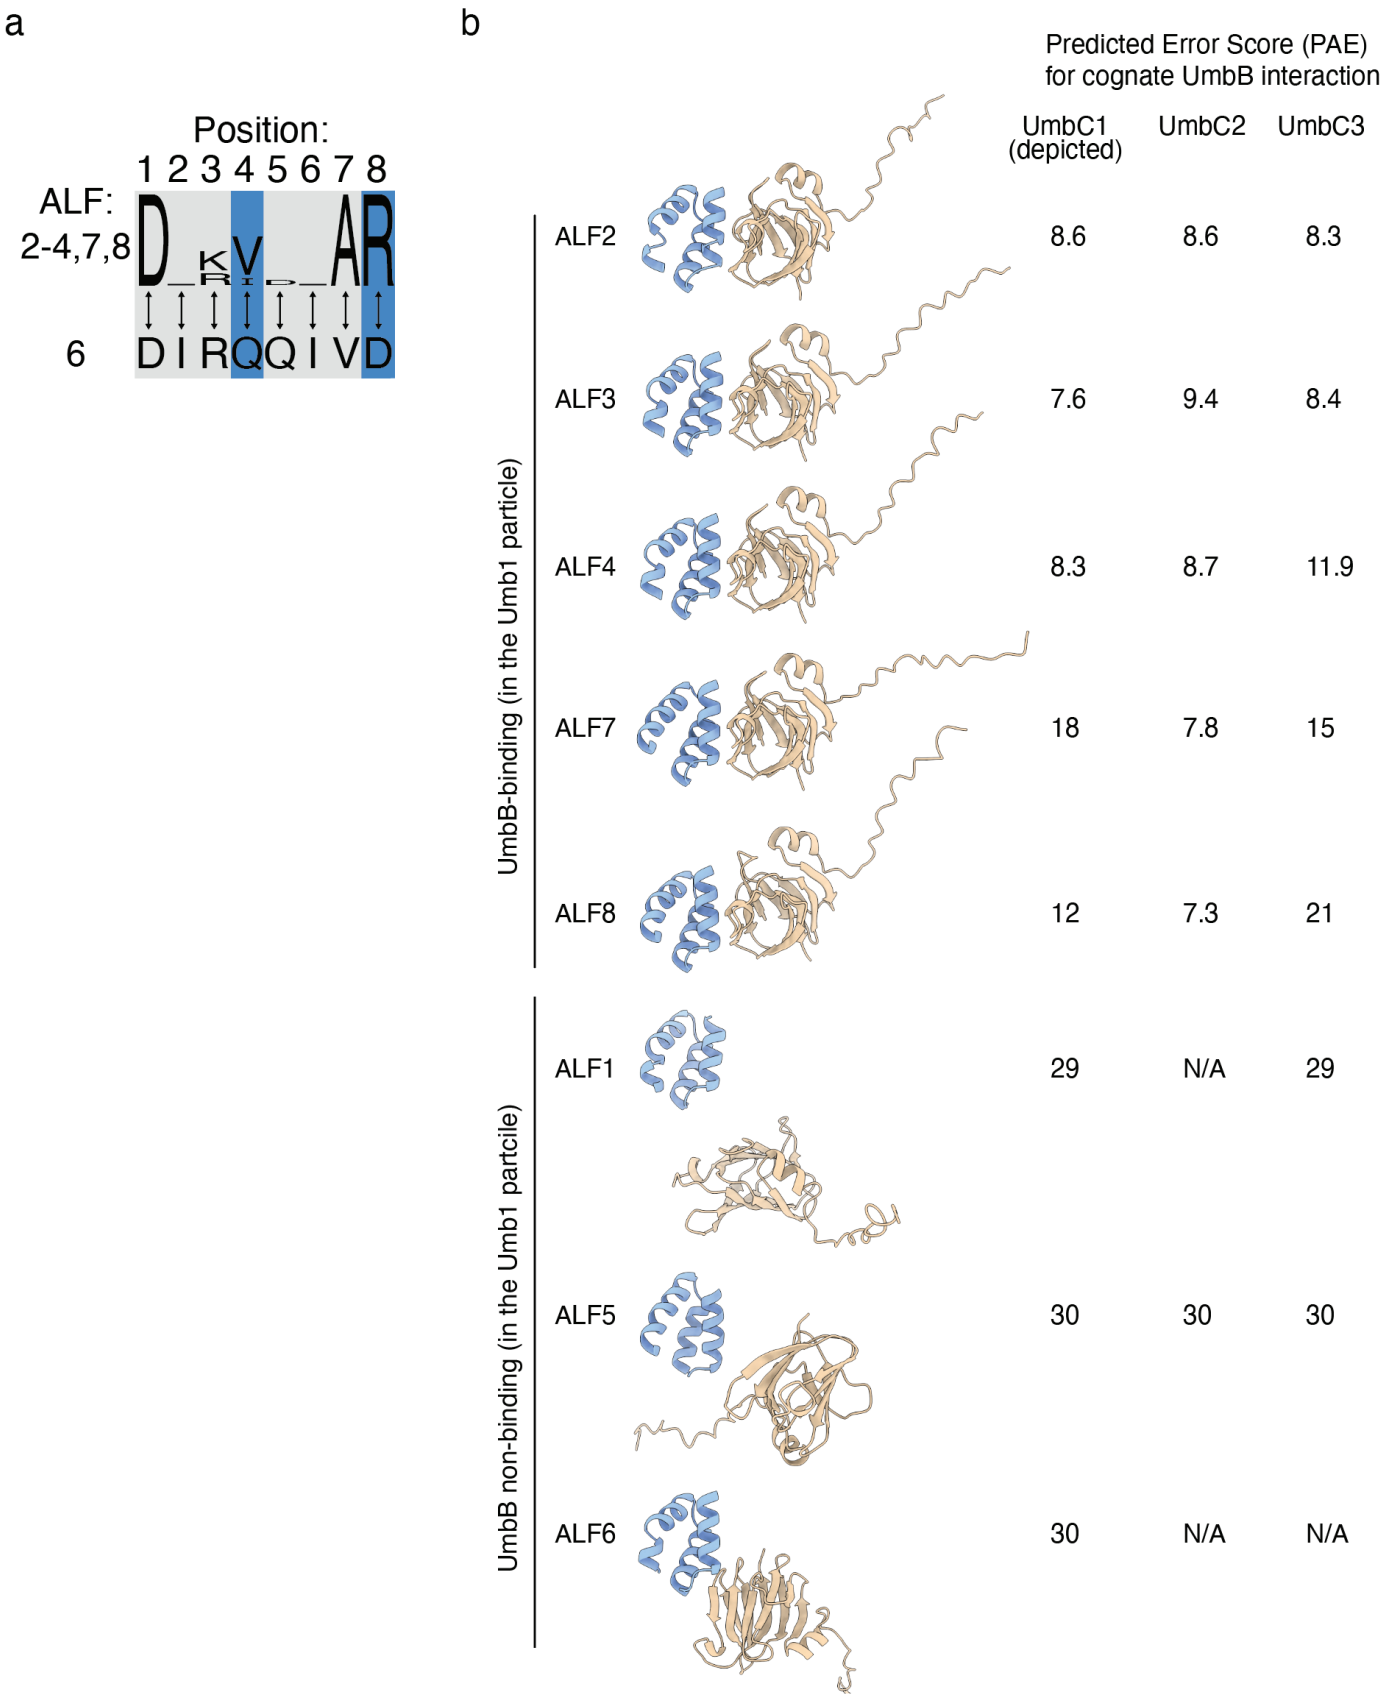 a
Position:
1 2 3 4 5 6 7 8
ALF:
2-4,7,8
D _ K V D _ A R
R I
6
D I R Q Q I V D
b
Predicted Error Score (PAE)
for cognate UmbB interaction
UmbC1 UmbC2 UmbC3
(depicted)
UmbB-binding (in the Umb1 particle)
ALF2 8.6 8.6 8.3
ALF3 7.6 9.4 8.4
ALF4 8.3 8.7 11.9
ALF7 18 7.8 15
ALF8 12 7.3 21
UmbB non-binding (in the Umb1 partcile)
ALF1 29 N/A 29
ALF5 30 30 30
ALF6 30 N/A N/A